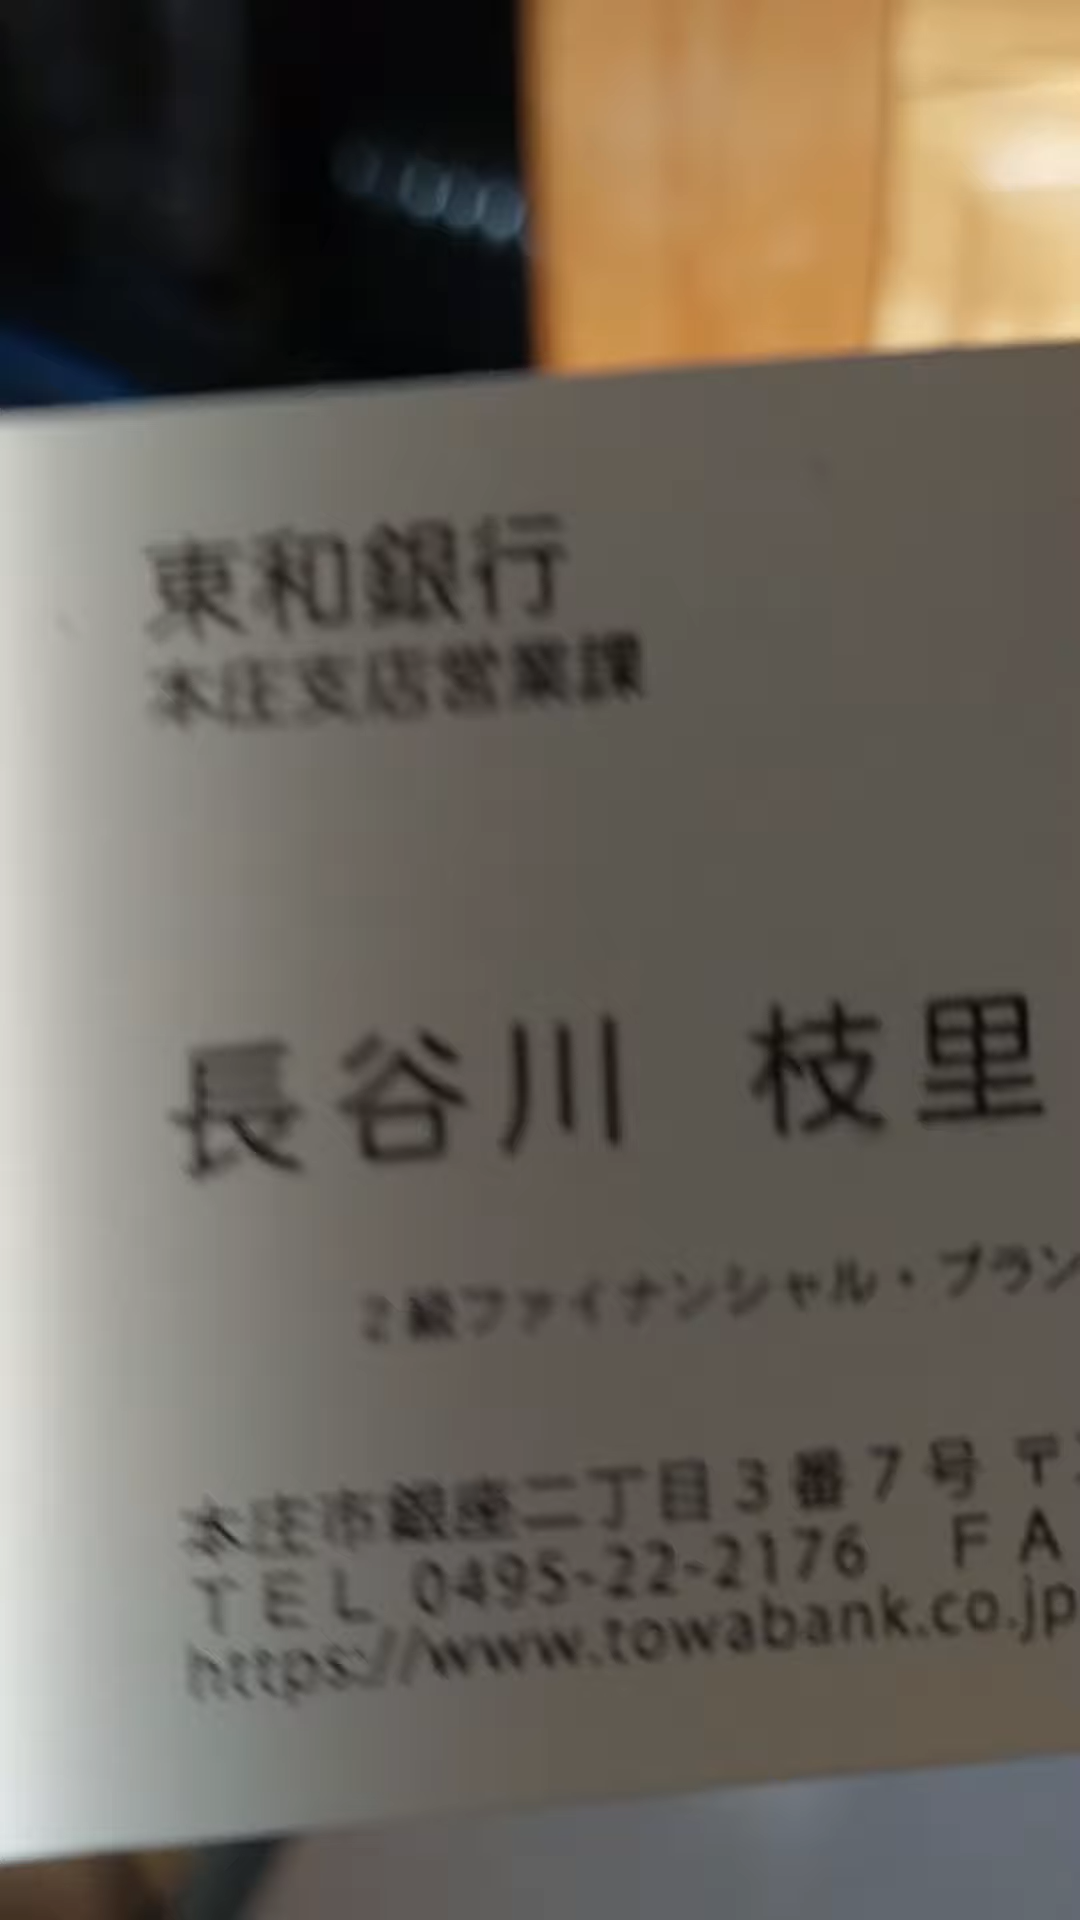 東和銀行
本庄支店営業課
長谷川 枝里
2級ファイナンシャル・プラン
本庄市銀座二丁目3番7号 〒
TEL 0495-22-2176 FA
https://www.towabank.co.jp